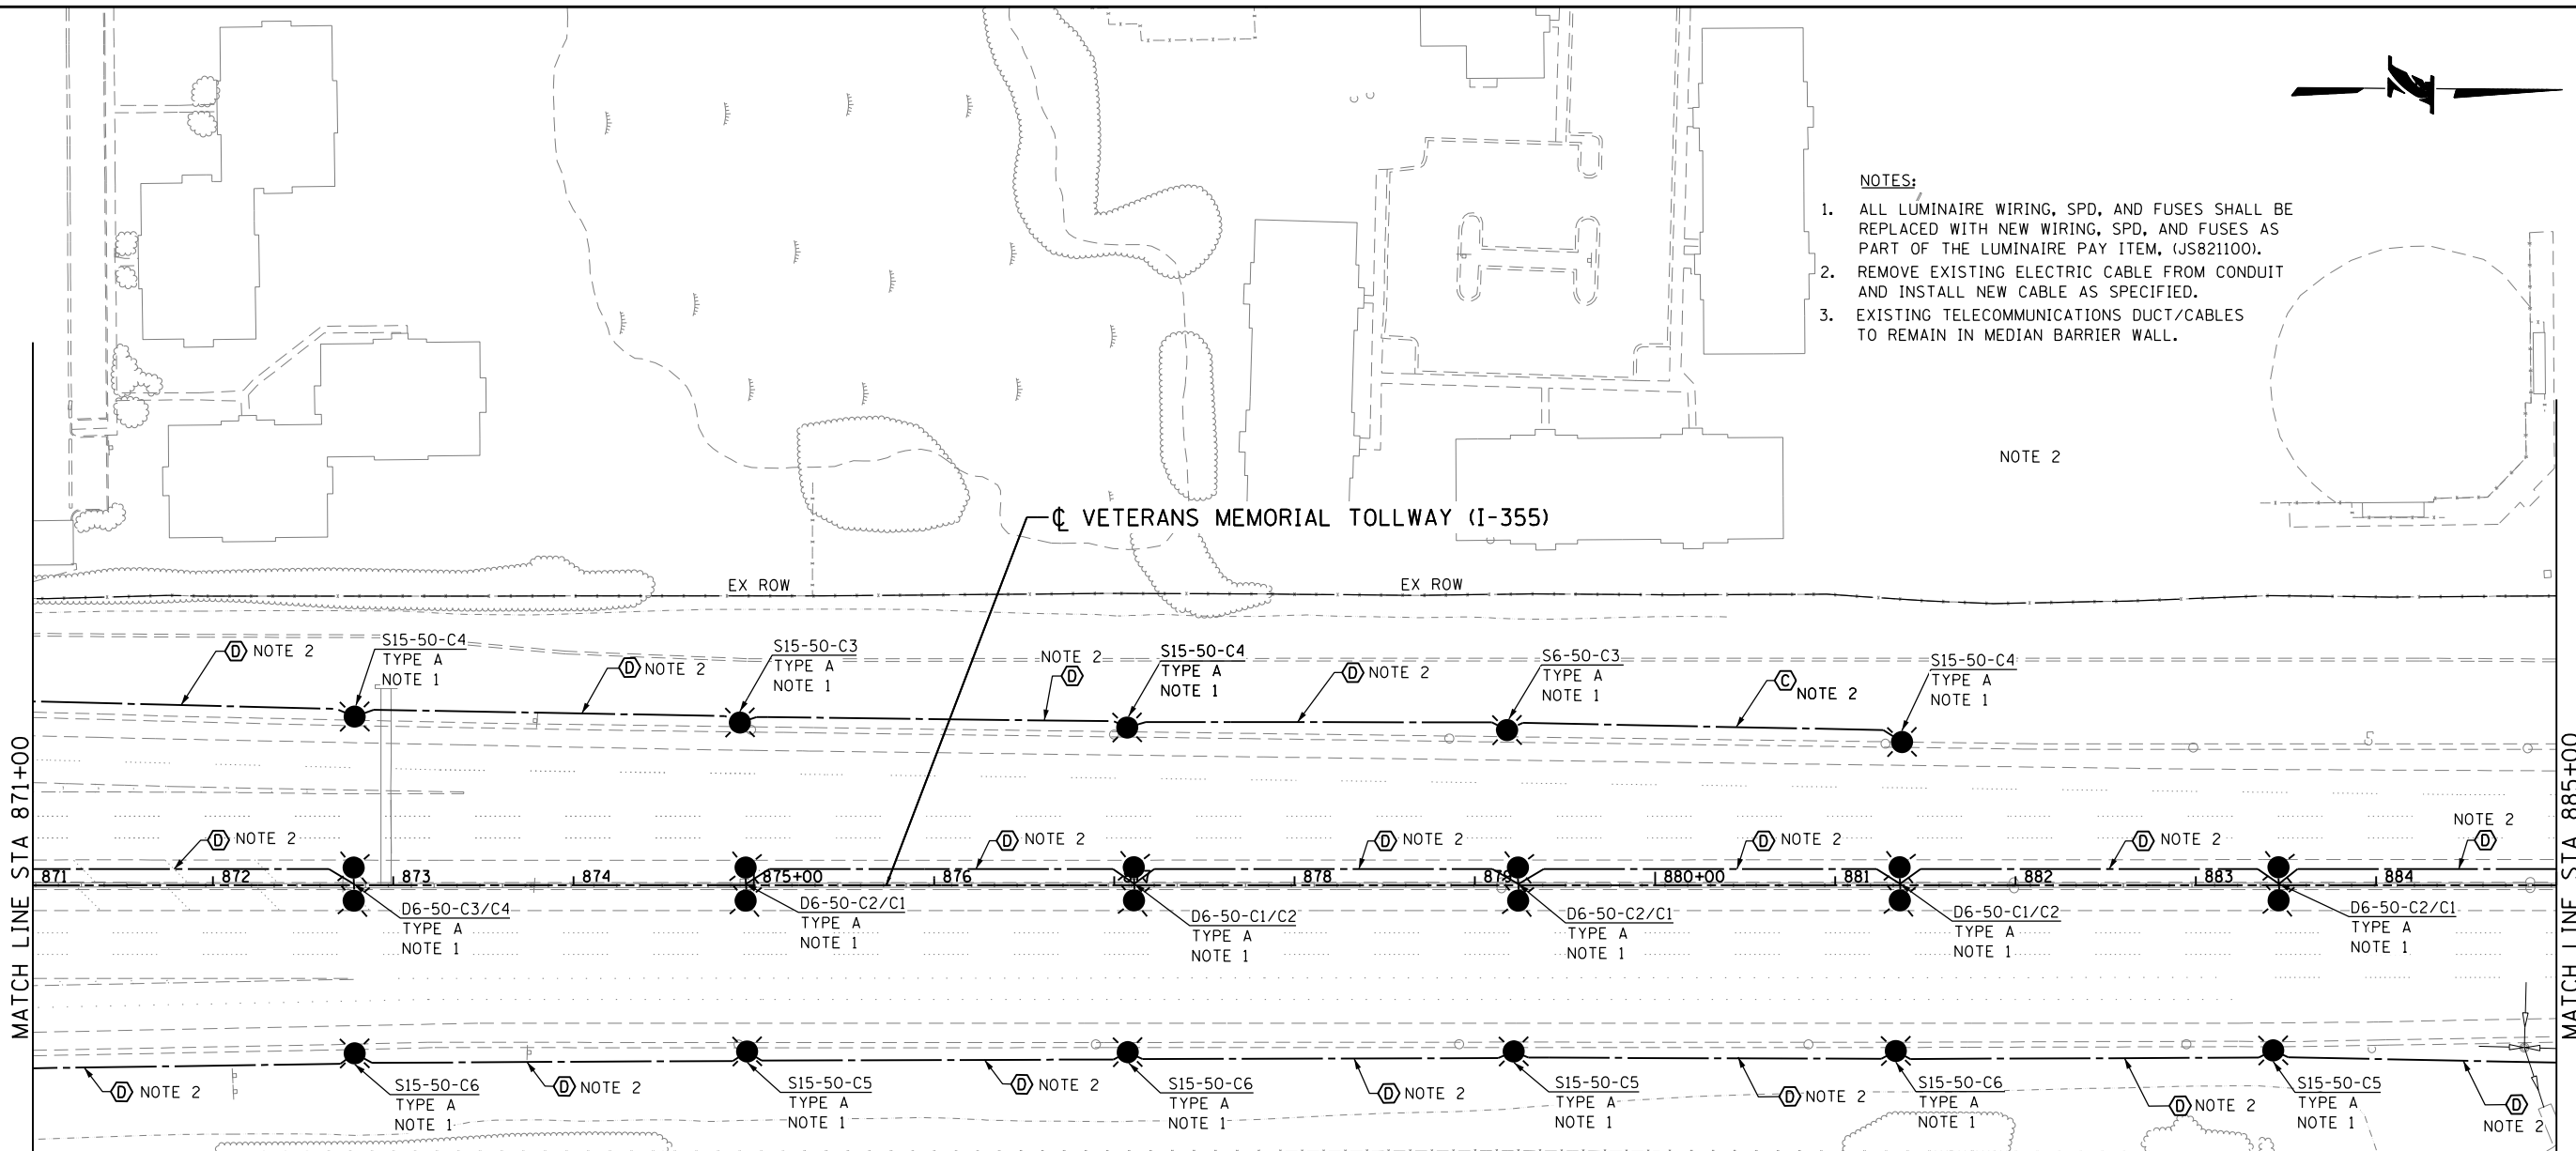 N
NOTES:
1. ALL LUMINAIRE WIRING, SPD, AND FUSES SHALL BE
REPLACED WITH NEW WIRING, SPD, AND FUSES AS
PART OF THE LUMINAIRE PAY ITEM, (JS821100).
2. REMOVE EXISTING ELECTRIC CABLE FROM CONDUIT
AND INSTALL NEW CABLE AS SPECIFIED.
3. EXISTING TELECOMMUNICATIONS DUCT/CABLES
TO REMAIN IN MEDIAN BARRIER WALL.
NOTE 2
℄ VETERANS MEMORIAL TOLLWAY (I-355)
EX ROW
EX ROW
D NOTE 2
S15-50-C4
TYPE A
NOTE 1
D NOTE 2
S15-50-C3
TYPE A
NOTE 1
NOTE 2
D
S15-50-C4
TYPE A
NOTE 1
D NOTE 2
S6-50-C3
TYPE A
NOTE 1
C
NOTE 2
S15-50-C4
TYPE A
NOTE 1
MATCH LINE STA 871+00
MATCH LINE STA 885+00
D NOTE 2
D NOTE 2
D NOTE 2
D NOTE 2
D NOTE 2
NOTE 2
D
871 872 873 874 875+00 876 878 879 880+00 881 882 883 884
D6-50-C3/C4
TYPE A
NOTE 1
D6-50-C2/C1
TYPE A
NOTE 1
D6-50-C1/C2
TYPE A
NOTE 1
D6-50-C2/C1
TYPE A
NOTE 1
D6-50-C1/C2
TYPE A
NOTE 1
D6-50-C2/C1
TYPE A
NOTE 1
D NOTE 2
S15-50-C6
TYPE A
NOTE 1
D NOTE 2
S15-50-C5
TYPE A
NOTE 1
D NOTE 2
S15-50-C6
TYPE A
NOTE 1
D NOTE 2
S15-50-C5
TYPE A
NOTE 1
D NOTE 2
S15-50-C6
TYPE A
NOTE 1
D NOTE 2
S15-50-C5
TYPE A
NOTE 1
D
NOTE 2